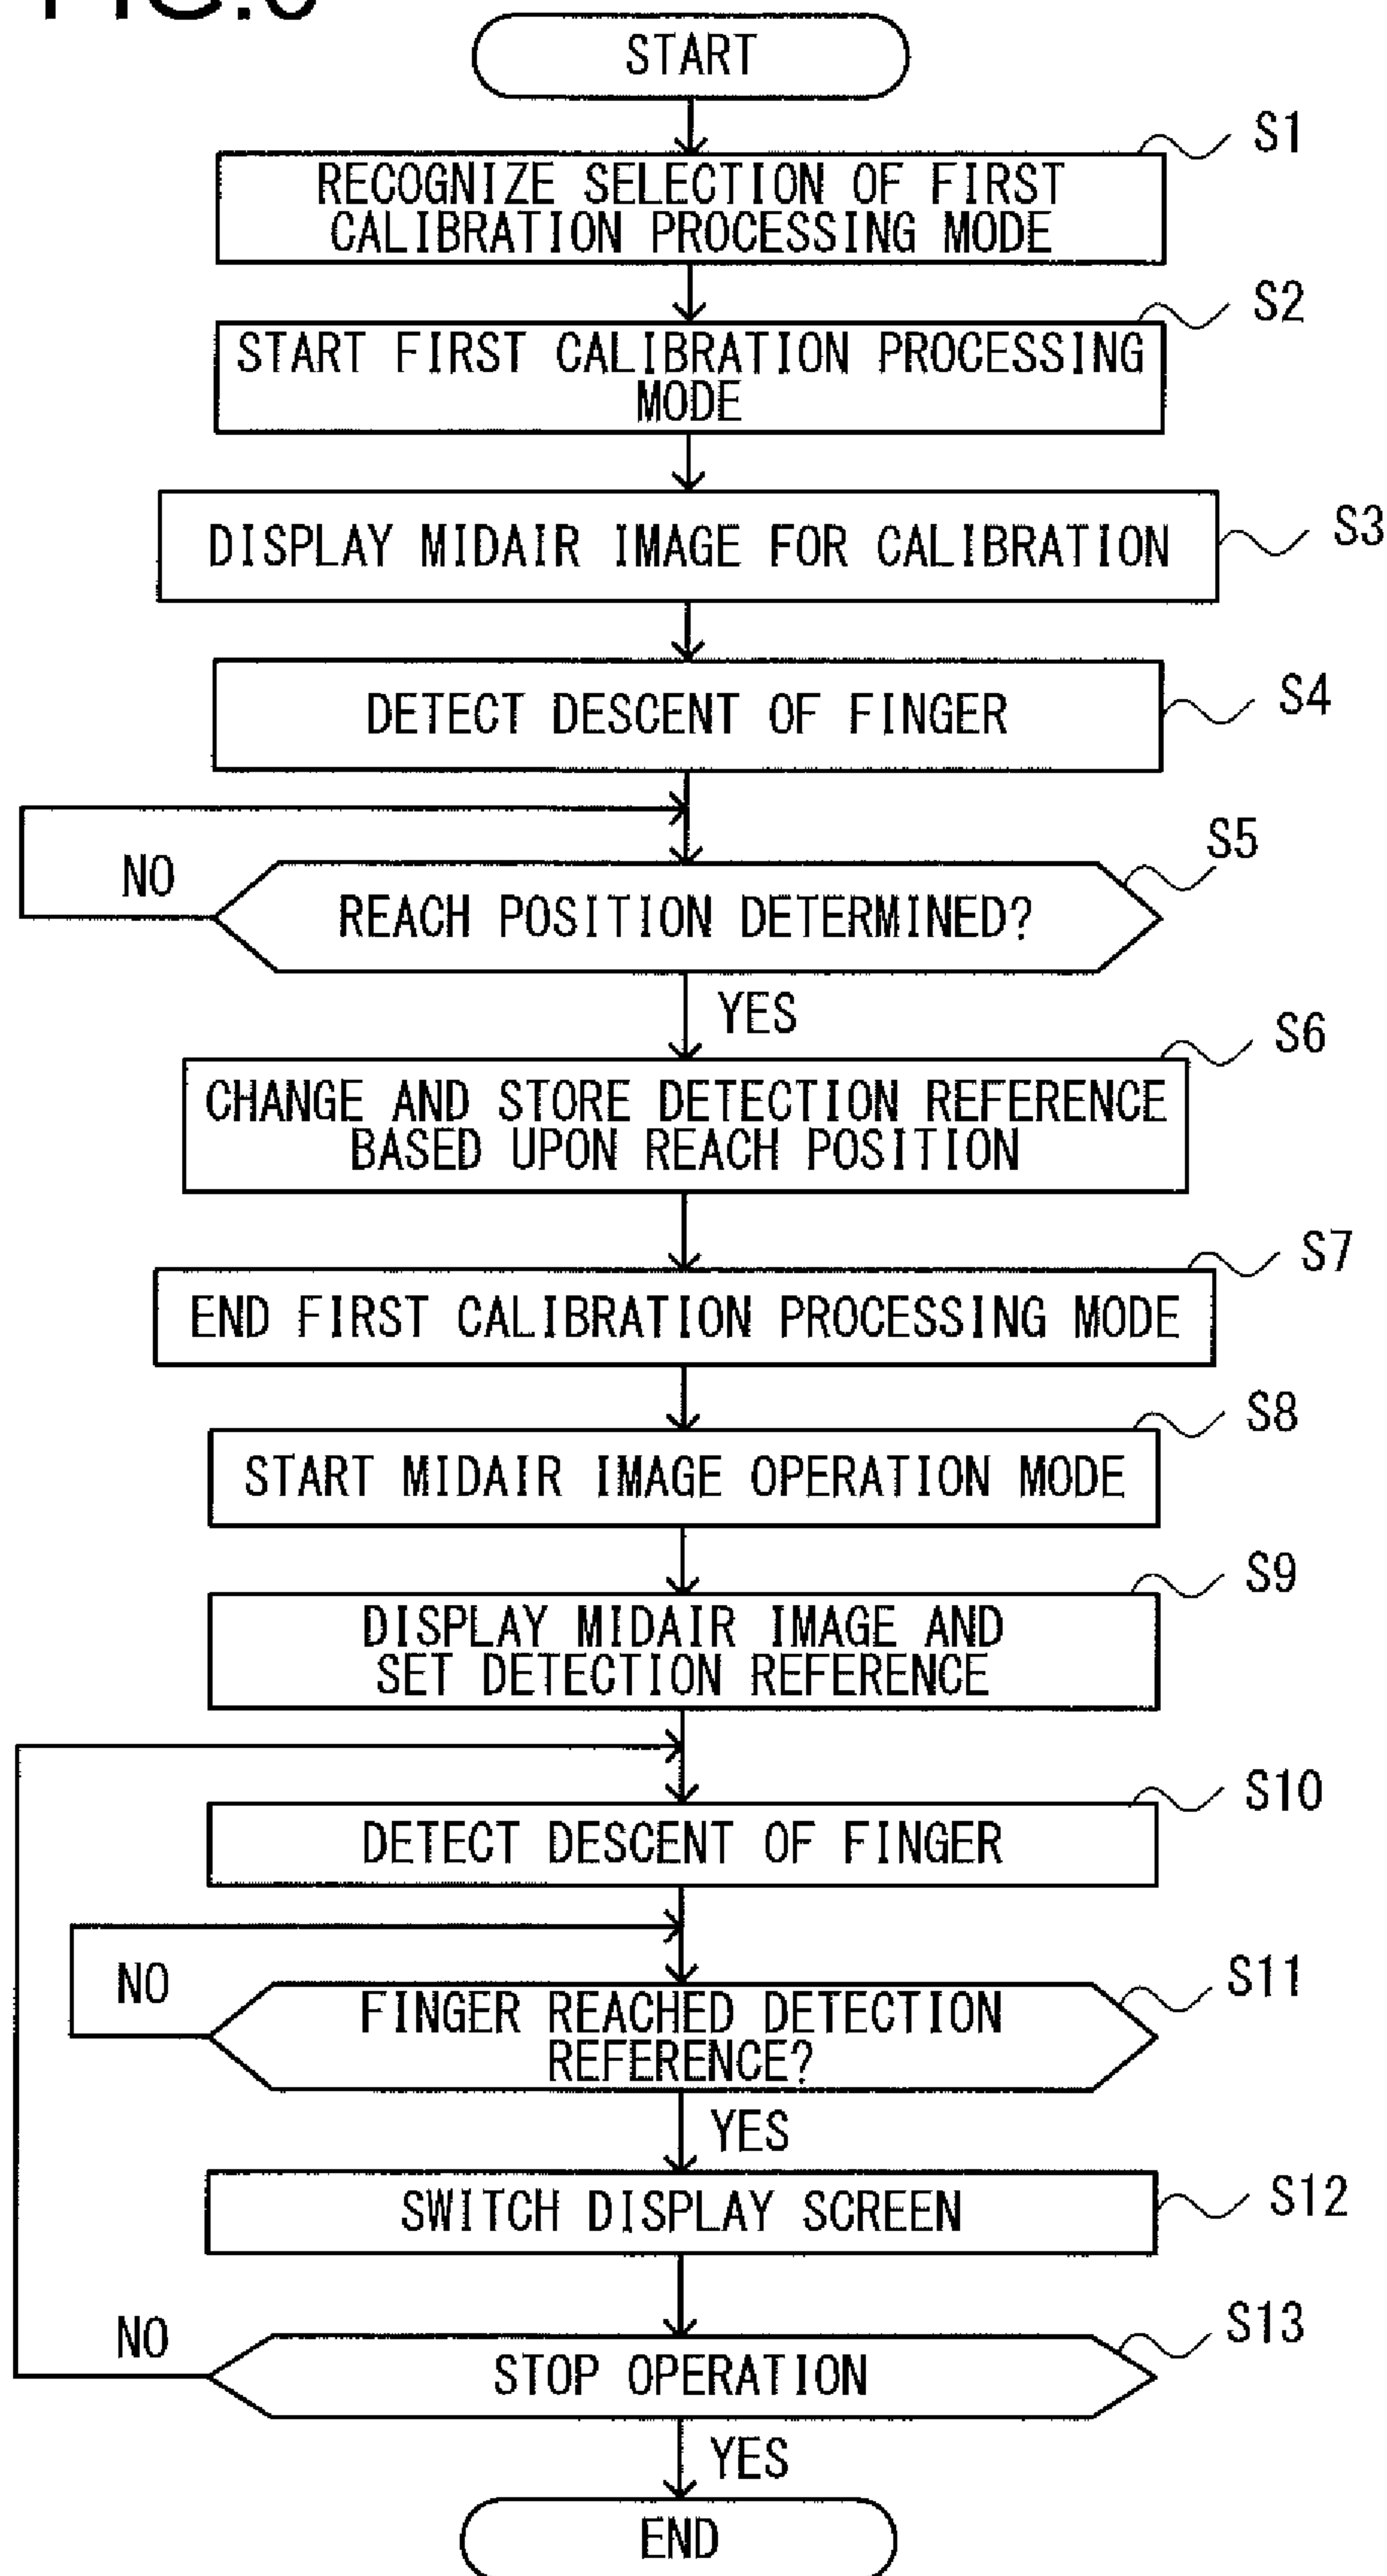 START
S1
RECOGNIZE SELECTION OF FIRST
CALIBRATION PROCESSING MODE
S2
START FIRST CALIBRATION PROCESSING
MODE
S3
DISPLAY MIDAIR IMAGE FOR CALIBRATION
S4
DETECT DESCENT OF FINGER
S5
NO
REACH POSITION DETERMINED?
YES
S6
CHANGE AND STORE DETECTION REFERENCE
BASED UPON REACH POSITION
S7
END FIRST CALIBRATION PROCESSING MODE
S8
START MIDAIR IMAGE OPERATION MODE
S9
DISPLAY MIDAIR IMAGE AND
SET DETECTION REFERENCE
S10
DETECT DESCENT OF FINGER
S11
NO
FINGER REACHED DETECTION
REFERENCE?
YES
S12
SWITCH DISPLAY SCREEN
S13
NO
STOP OPERATION
YES
END